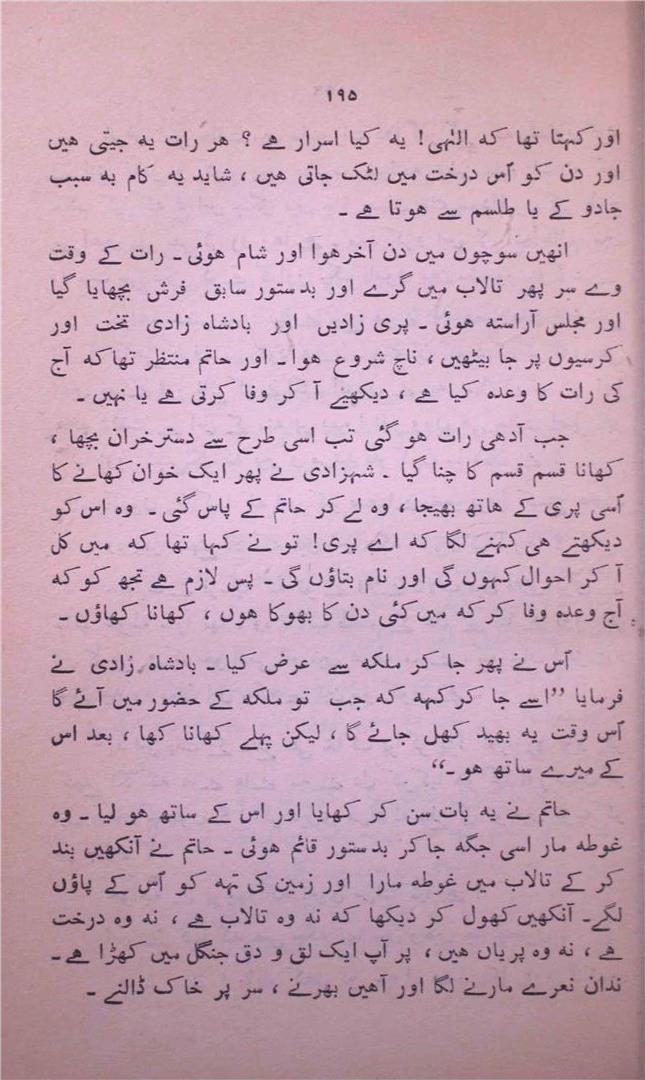 ۱۹۵
اور کہتا تھا کہ الٰہی! یہ کیا اسرار ہے؟ ہر رات یہ جیتی ہیں
اور دن کو اُس درخت میں لٹک جاتی ہیں ، شاید یہ کام بہ سبب
جادو کے یا طلسم سے ہوتا ہے ۔
انھیں سوچوں میں دن آخر ہوا اور شام ہوئی ۔ رات کے وقت
وے سر پھر تالاب میں گرے اور بدستور سابق فرش بچھایا گیا
اور مجلس آراستہ ہوئی ۔ پری زادیں اور بادشاہ زادی تخت اور
کرسیوں پر جا بیٹھیں ، ناچ شروع ہوا ۔ اور حاتم منتظر تھا کہ آج
کی رات کا وعدہ کیا ہے ، دیکھیئے آ کر وفا کرتی ہے یا نہیں ۔
جب آدھی رات ہو گئی تب اسی طرح سے دسترخران بچھا ،
کھانا قسم قسم کا چنا گیا ۔ شہزادی نے پھر ایک خوان کھانے کا
اُسی پری کے ہاتھ بھیجا ، وہ لے کر حاتم کے پاس گئی ۔ وہ اس کو
دیکھتے ہی کہنے لگا کہ اے پری! تو نے کہا تھا کہ میں کل
آ کر احوال کہوں گی اور نام بتاؤں گی ۔ پس لازم ہے تجھ کو کہ
آج وعدہ وفا کر کہ میں کئی دن کا بھوکا ہوں ، کھانا کھاؤں ۔
اُس نے پھر جا کر ملکہ سے عرض کیا ۔ بادشاہ زادی نے
فرمایا ”اسے جا کر کہہ کہ جب تو ملکہ کے حضور میں آئے گا
اُس وقت یہ بھید کھل جائے گا ، لیکن پہلے کھانا کھا ، بعد اس
کے میرے ساتھ ہو ۔“
حاتم نے یہ بات سن کر کھایا اور اس کے ساتھ ہو لیا ۔ وہ
غوطہ مار اسی جگہ جا کر بدستور قائم ہوئی ۔ حاتم نے آنکھیں بند
کر کے تالاب میں غوطہ مارا اور زمین کی تہہ کو اُس کے پاؤں
لگے ۔ آنکھیں کھول کر دیکھا کہ نہ وہ تالاب ہے ، نہ وہ درخت
ہے ، نہ وہ پریاں ہیں ، پر آپ ایک لق و دق جنگل میں کھڑا ہے ۔
ندان نعرے مارنے لگا اور آہیں بھرنے ، سر پر خاک ڈالنے ۔